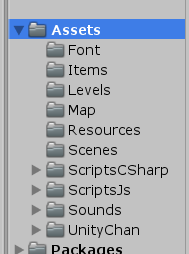 Assets
Font
Items
Levels
Map
Resources
Scenes
ScriptsCSharp
ScriptsJs
Sounds
UnityChan
Packages